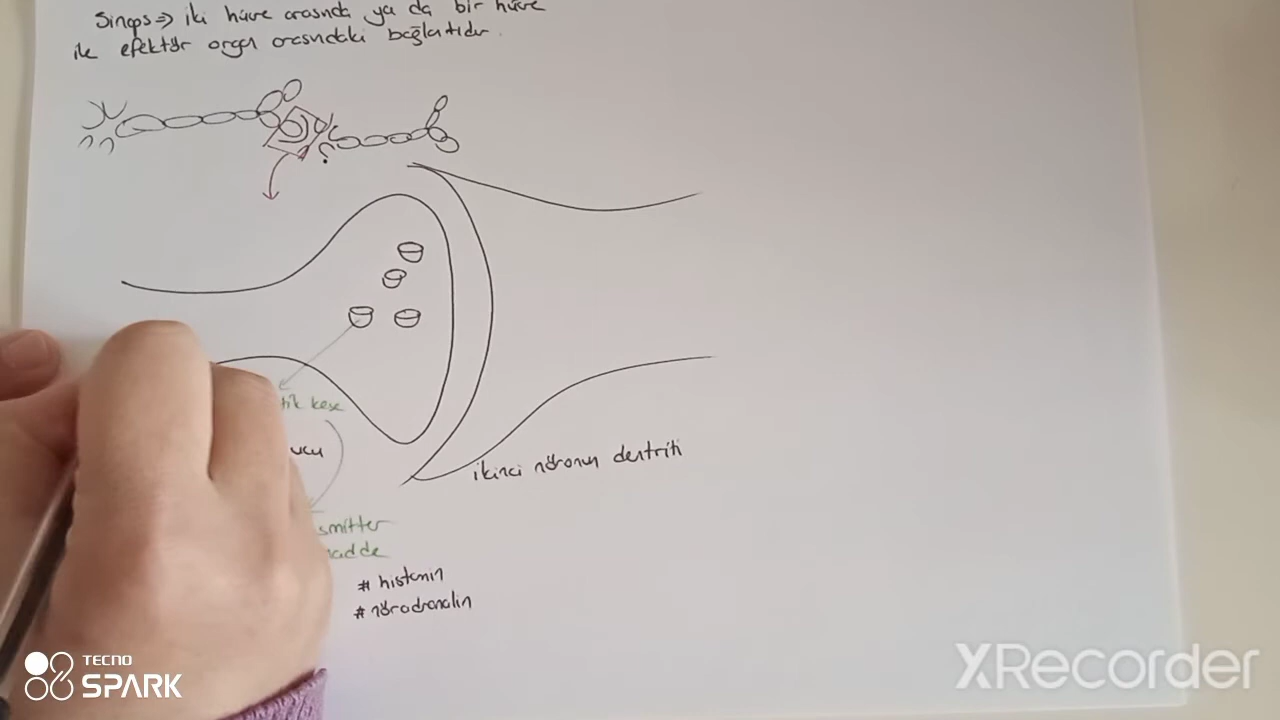 Sinaps⇒ iki hücre arasında ya da bir hücre
ile efektör organ arasındaki bağlantıdır.
tik kese
ucu
ikinci nöronun dentriti
smitter
madde
# histamin
# nöradrenalin
TECNO
SPARK
XRecorder